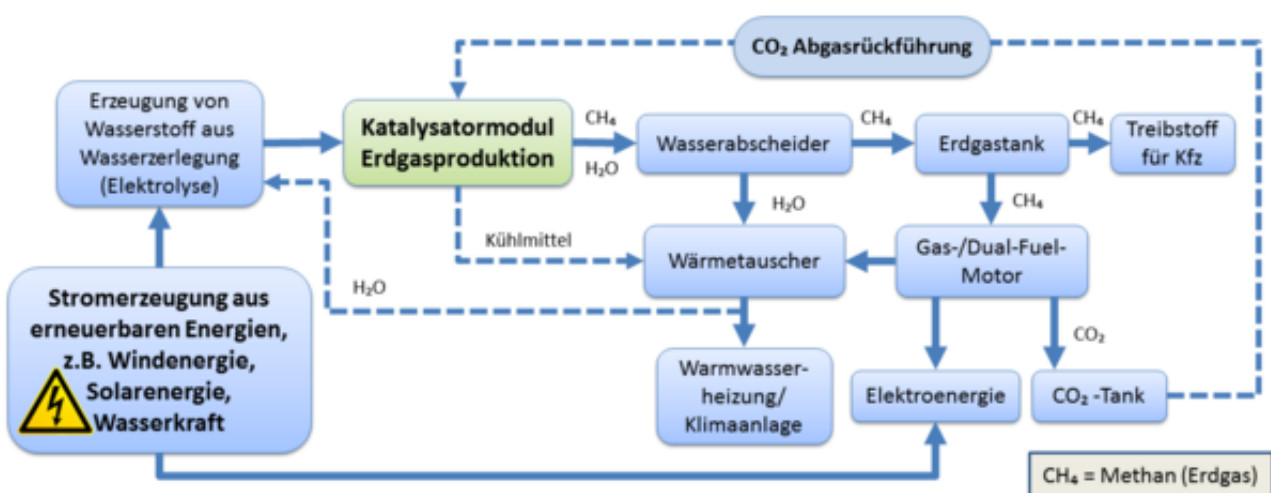 CO₂ Abgasrückführung
Erzeugung von
Wasserstoff aus
Wasserzerlegung
(Elektrolyse)
Katalysatormodul
Erdgasproduktion
CH₄
H₂O
Wasserabscheider
CH₄
Erdgastank
CH₄
Treibstoff
für Kfz
H₂O
CH₄
Kühlmittel
Wärmetauscher
Gas-/Dual-Fuel-
Motor
H₂O
Stromerzeugung aus
erneuerbaren Energien,
z.B. Windenergie,
Solarenergie,
Wasserkraft
CO₂
Warmwasser-
heizung/
Klimaanlage
Elektroenergie
CO₂ -Tank
CH₄ = Methan (Erdgas)